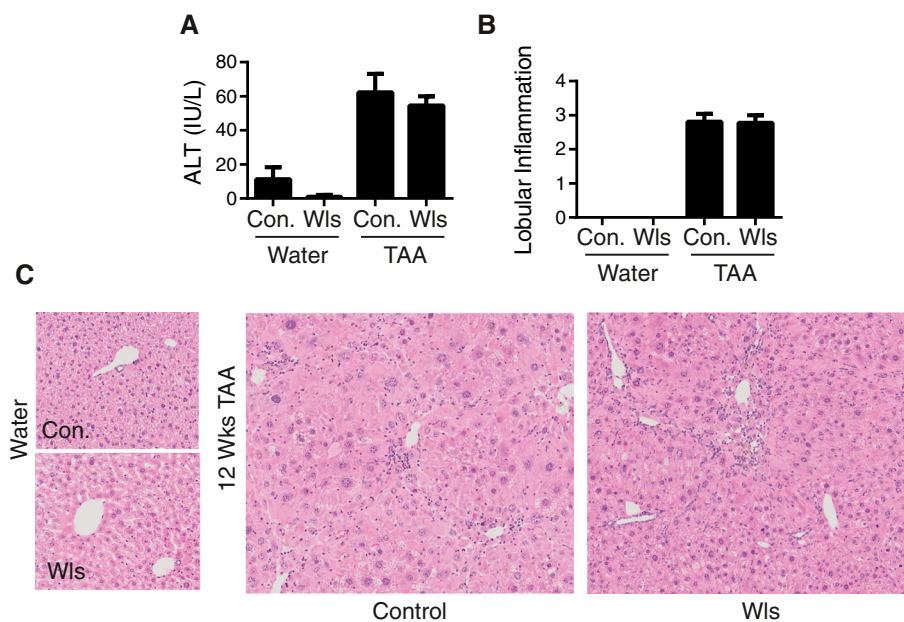 A
ALT (IU/L)
80
60
40
20
0
Con. Wls Con. Wls
Water TAA
B
Lobular Inflammation
4
3
2
1
0
Con. Wls Con. Wls
Water TAA
C
Water
Con.
Wls
12 Wks TAA
Control
Wls